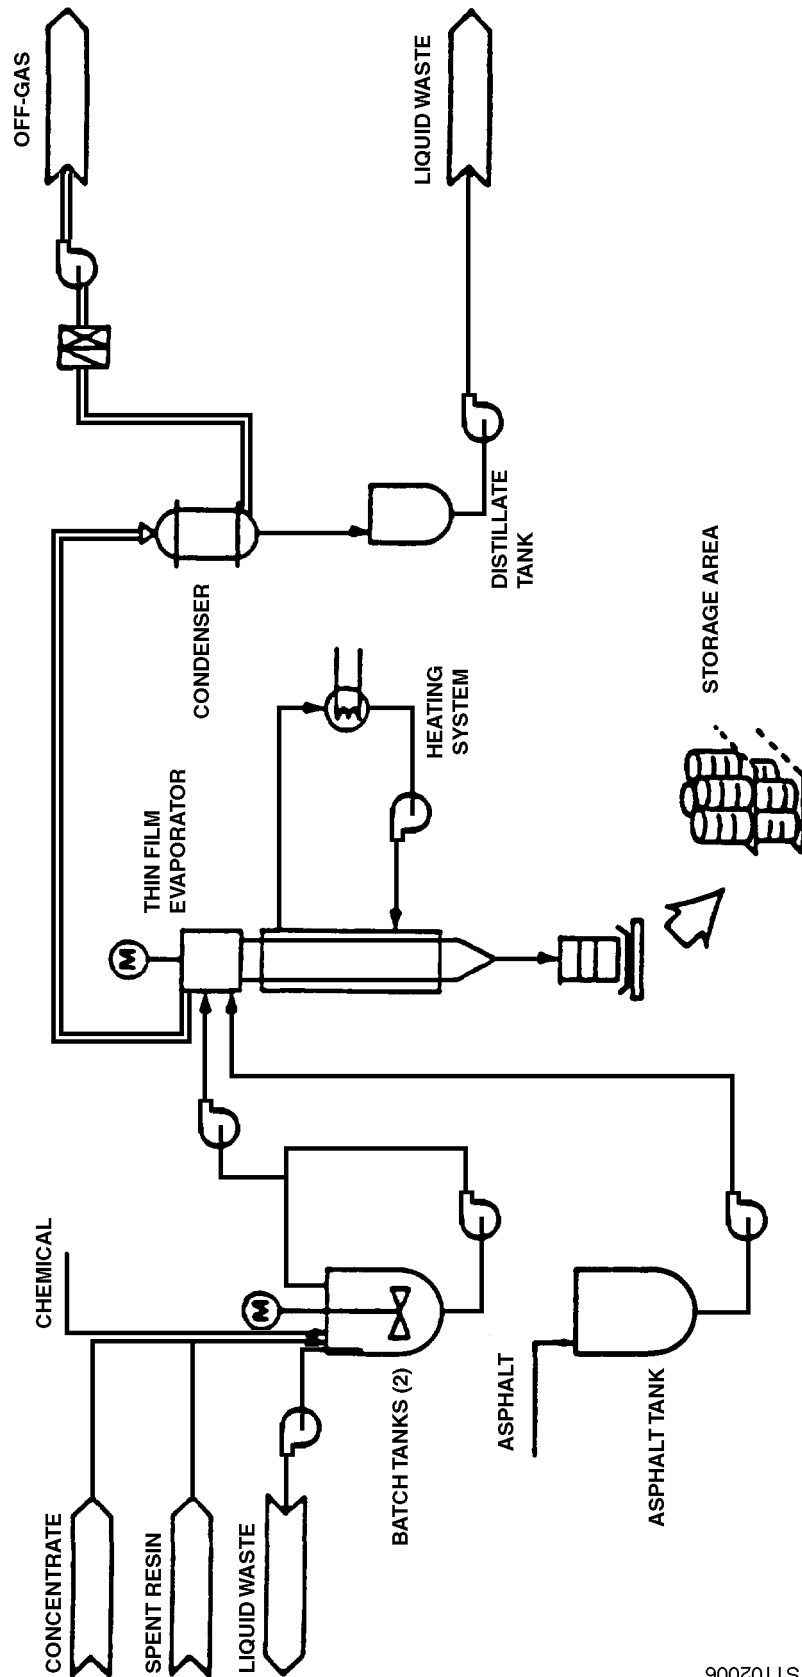 CONCENTRATE
SPENT RESIN
LIQUID WASTE
CHEMICAL
M
BATCH TANKS (2)
ASPHALT
ASPHALT TANK
M
THIN FILM
EVAPORATOR
HEATING
SYSTEM
CONDENSER
DISTILLATE
TANK
STORAGE AREA
OFF-GAS
LIQUID WASTE
ST102006